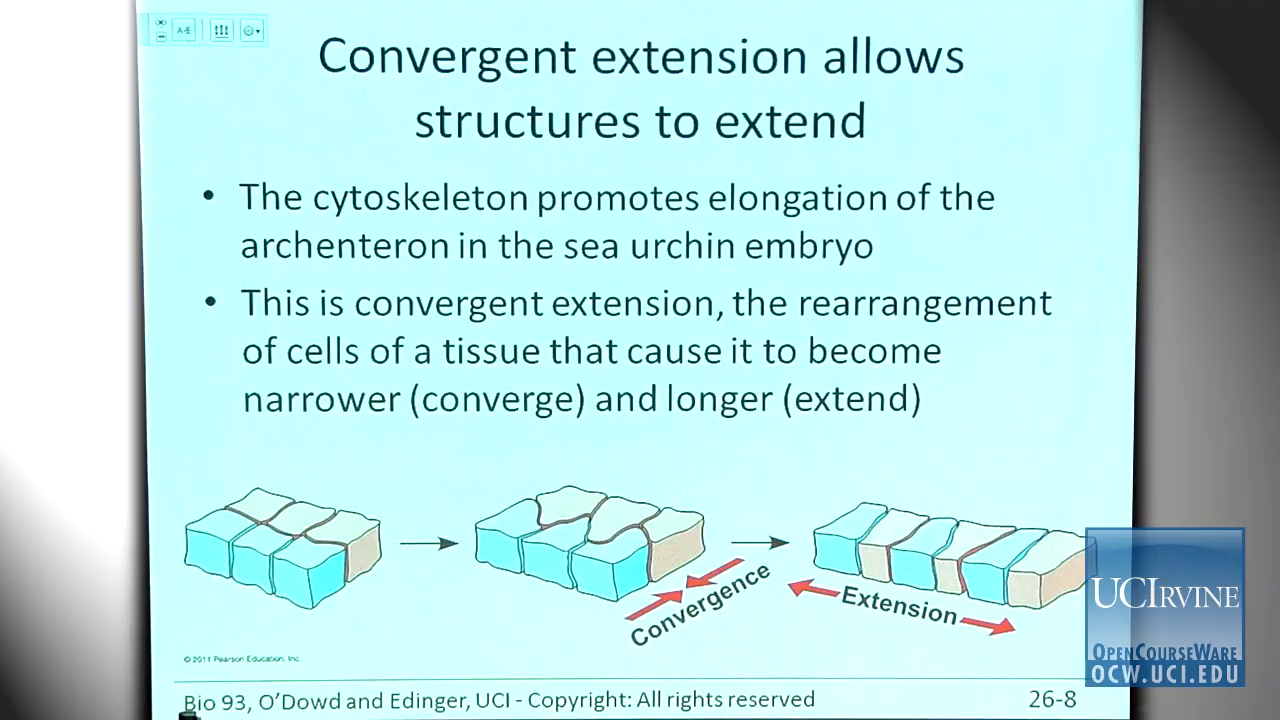 A-E
Convergent extension allows
structures to extend
• The cytoskeleton promotes elongation of the
archenteron in the sea urchin embryo
• This is convergent extension, the rearrangement
of cells of a tissue that cause it to become
narrower (converge) and longer (extend)
Convergence
Extension
© 2011 Pearson Education, Inc.
Bio 93, O'Dowd and Edinger, UCI - Copyright: All rights reserved
26-8
UCIRVINE
OPENCOURSEWARE
OCW.UCI.EDU